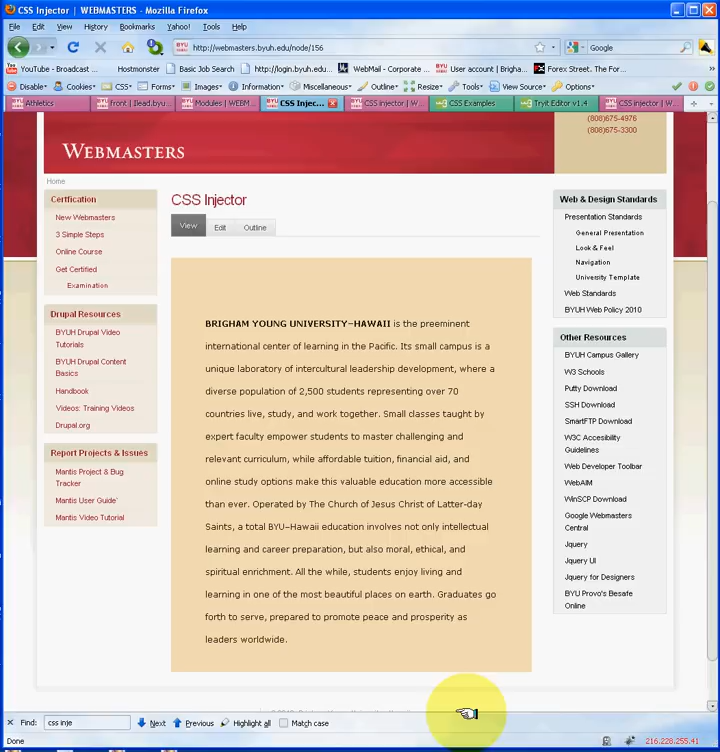 CSS Injector | WEBMASTERS - Mozilla Firefox
File Edit View History Bookmarks Yahoo! Tools Help
http://webmasters.byuh.edu/node/156 Google
YouTube - Broadcast ... Hostmonster Basic Job Search http://login.byuh.edu... WebMail - Corporate ... User account | Brigha... Forex Street. The For...
Disable Cookies CSS Forms Images Information Miscellaneous Outline Resize Tools View Source Options
Athletics front | Ilead.byu... Modules | WEBM... CSS Injec... CSS injector | W... CSS Examples Tryit Editor v1.4 CSS injector | W...
(808)675-4976
(808)675-3300
WEBMASTERS
Home
Certfication
New Webmasters
3 Simple Steps
Online Course
Get Certified
Examination
Drupal Resources
BYUH Drupal Video
Tutorials
BYUH Drupal Content
Basics
Handbook
Videos: Training Videos
Drupal.org
Report Projects & Issues
Mantis Project & Bug
Tracker
Mantis User Guide`
Mantis Video Tutorial
CSS Injector
View Edit Outline
BRIGHAM YOUNG UNIVERSITY–HAWAII is the preeminent
international center of learning in the Pacific. Its small campus is a
unique laboratory of intercultural leadership development, where a
diverse population of 2,500 students representing over 70
countries live, study, and work together. Small classes taught by
expert faculty empower students to master challenging and
relevant curriculum, while affordable tuition, financial aid, and
online study options make this valuable education more accessible
than ever. Operated by The Church of Jesus Christ of Latter-day
Saints, a total BYU–Hawaii education involves not only intellectual
learning and career preparation, but also moral, ethical, and
spiritual enrichment. All the while, students enjoy living and
learning in one of the most beautiful places on earth. Graduates go
forth to serve, prepared to promote peace and prosperity as
leaders worldwide.
Web & Design Standards
Presentation Standards
General Presentation
Look & Feel
Navigation
University Template
Web Standards
BYUH Web Policy 2010
Other Resources
BYUH Campus Gallery
W3 Schools
Putty Download
SSH Download
SmartFTP Download
W3C Accesibility
Guidelines
Web Developer Toolbar
WebAIM
WinSCP Download
Google Webmasters
Central
Jquery
Jquery UI
Jquery for Designers
BYU Provo's Besafe
Online
Find: css inje Next Previous Highlight all Match case
Done 216.228.255.41